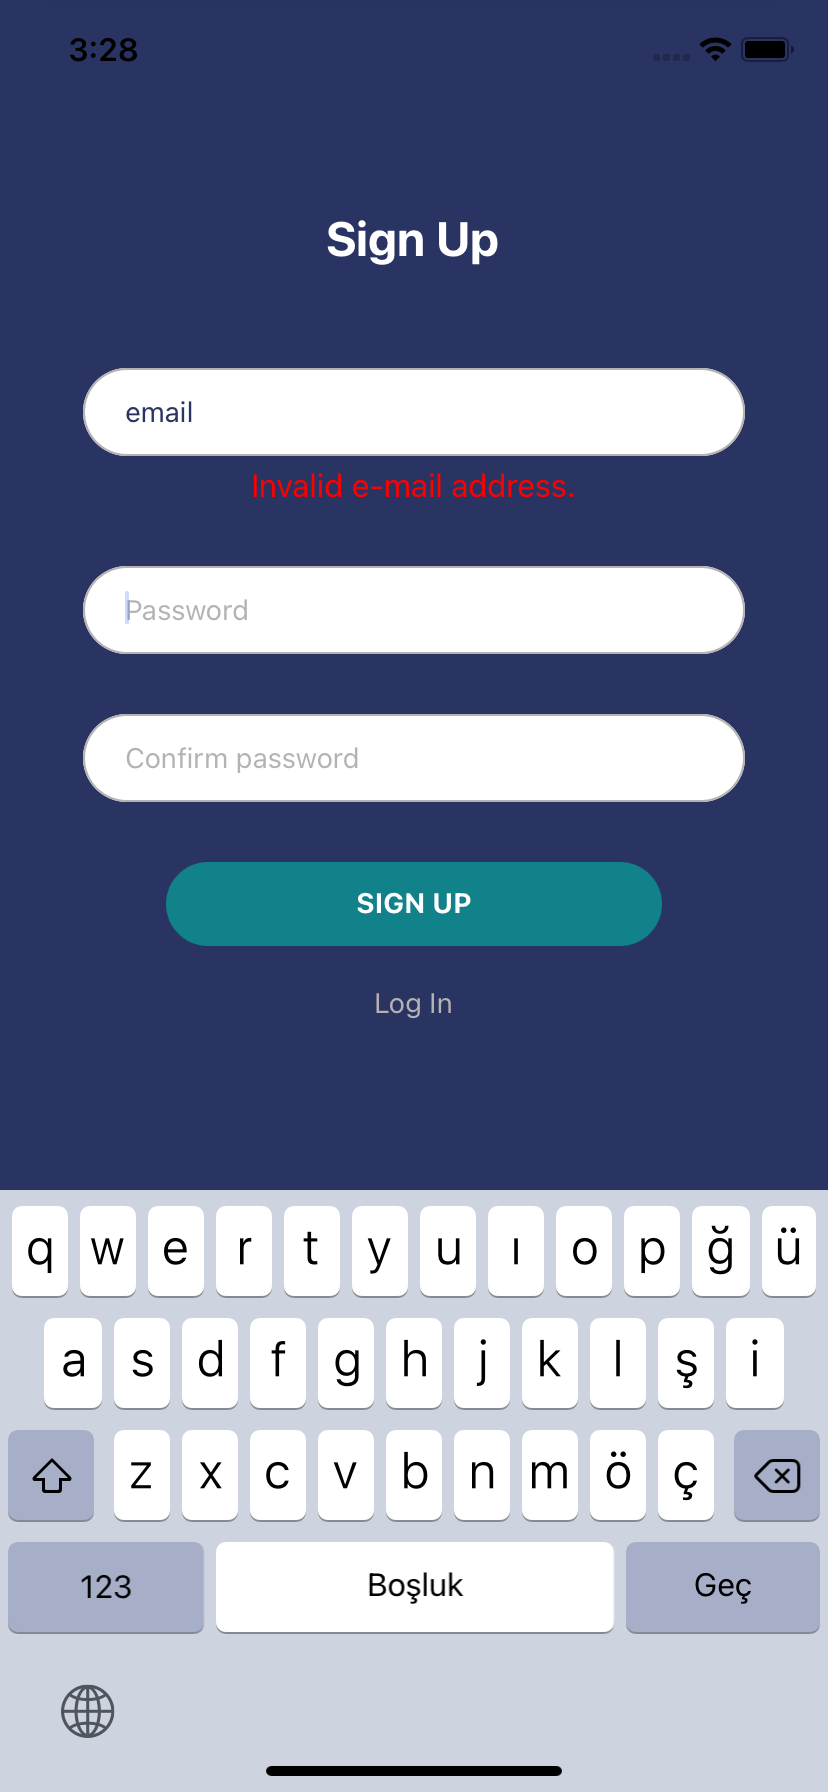 3:28
Sign Up
email
Invalid e-mail address.
Password
Confirm password
SIGN UP
Log In
q w e r t y u ı o p ğ ü
a s d f g h j k l ş i
z x c v b n m ö ç
123 Boşluk Geç